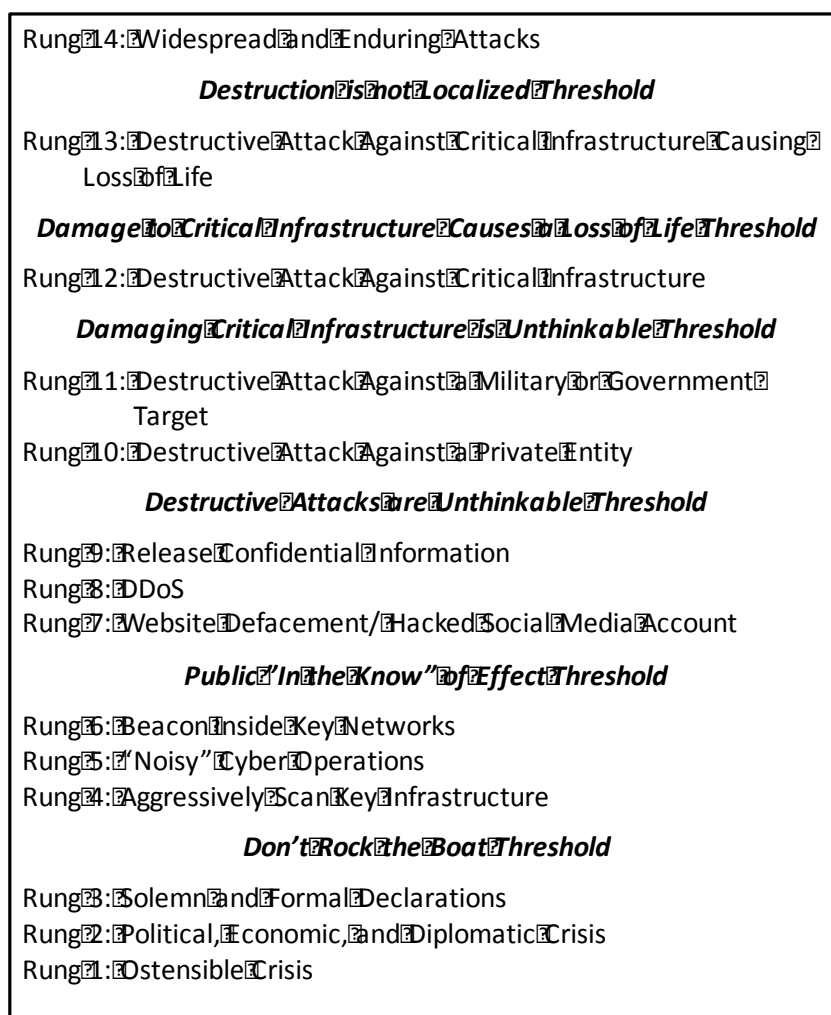 Rung 14: Widespread and Enduring Attacks
Destruction is not Localized Threshold
Rung 13: Destructive Attack Against Critical Infrastructure Causing
Loss of Life
Damage to Critical Infrastructure Causes a Loss of Life Threshold
Rung 12: Destructive Attack Against Critical Infrastructure
Damaging Critical Infrastructure is Unthinkable Threshold
Rung 11: Destructive Attack Against a Military or Government
Target
Rung 10: Destructive Attack Against a Private Entity
Destructive Attacks are Unthinkable Threshold
Rung 9: Release Confidential Information
Rung 8: DDoS
Rung 7: Website Defacement/ Hacked Social Media Account
Public ”In the Know” of Effect Threshold
Rung 6: Beacon Inside Key Networks
Rung 5: “Noisy” Cyber Operations
Rung 4: Aggressively Scan Key Infrastructure
Don’t Rock the Boat Threshold
Rung 3: Solemn and Formal Declarations
Rung 2: Political, Economic, and Diplomatic Crisis
Rung 1: Ostensible Crisis